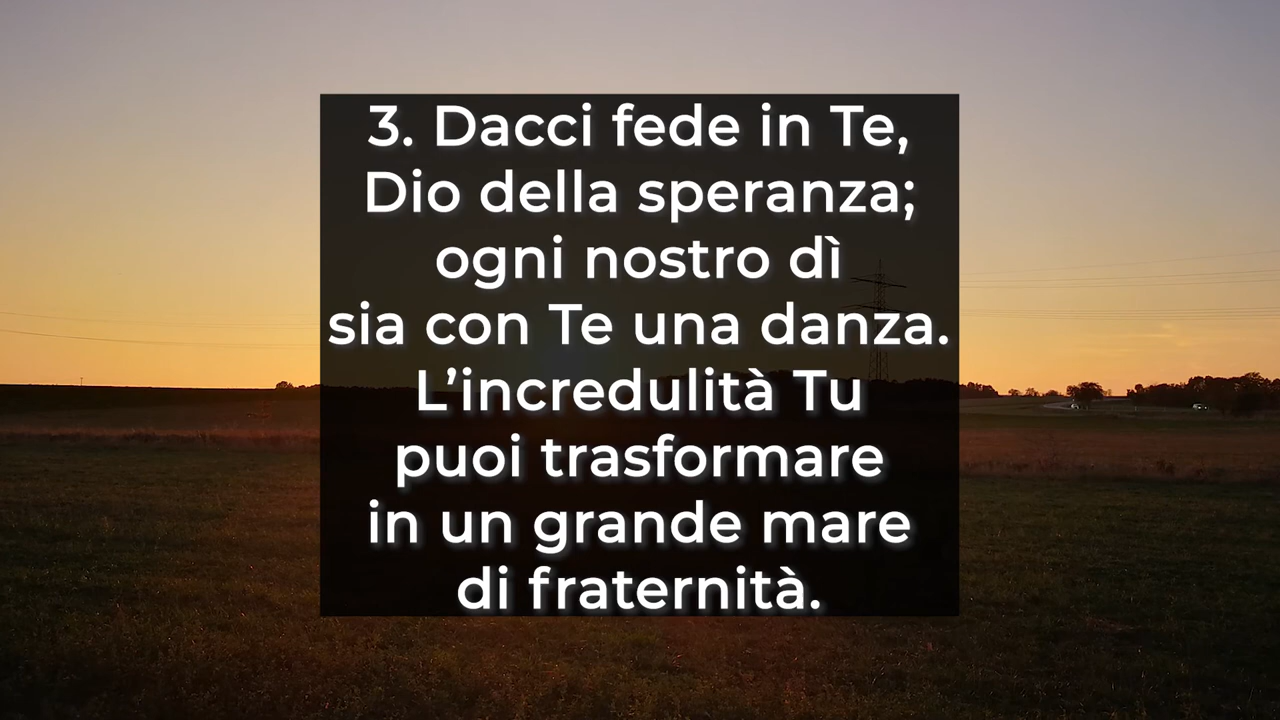 3. Dacci fede in Te,
Dio della speranza;
ogni nostro dì
sia con Te una danza.
L’incredulità Tu
puoi trasformare
in un grande mare
di fraternità.